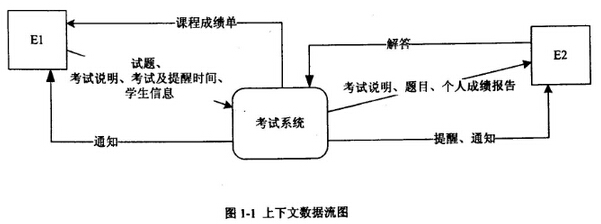 课程成绩单
E1
试题、
考试说明、考试及提醒时间、
学生信息
解答
E2
考试说明、题目、个人成绩报告
考试系统
通知
提醒、通知
图 1-1 上下文数据流图